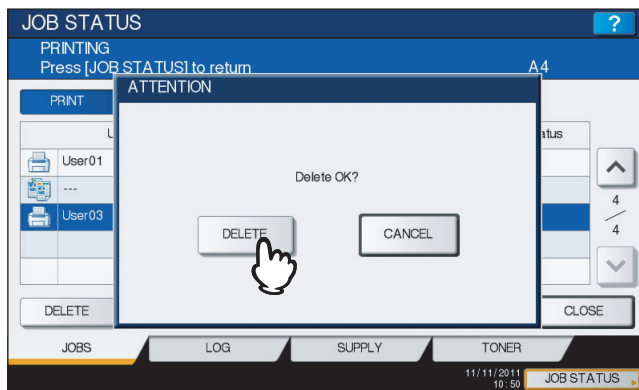 JOB STATUS
?
PRINTING
Press [JOB STATUS] to return A4
ATTENTION
PRINT
User01
---
User03
Delete OK?
DELETE
CANCEL
4
4
DELETE
CLOSE
JOBS
LOG
SUPPLY
TONER
11/11/2011
10:50
JOB STATUS